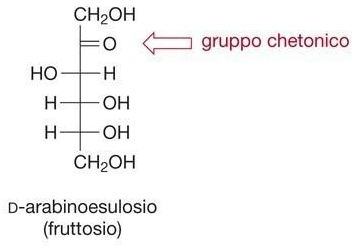 CH₂OH
=O
gruppo chetonico
HO H
H OH
H OH
CH₂OH
D-arabinoesulosio
(fruttosio)